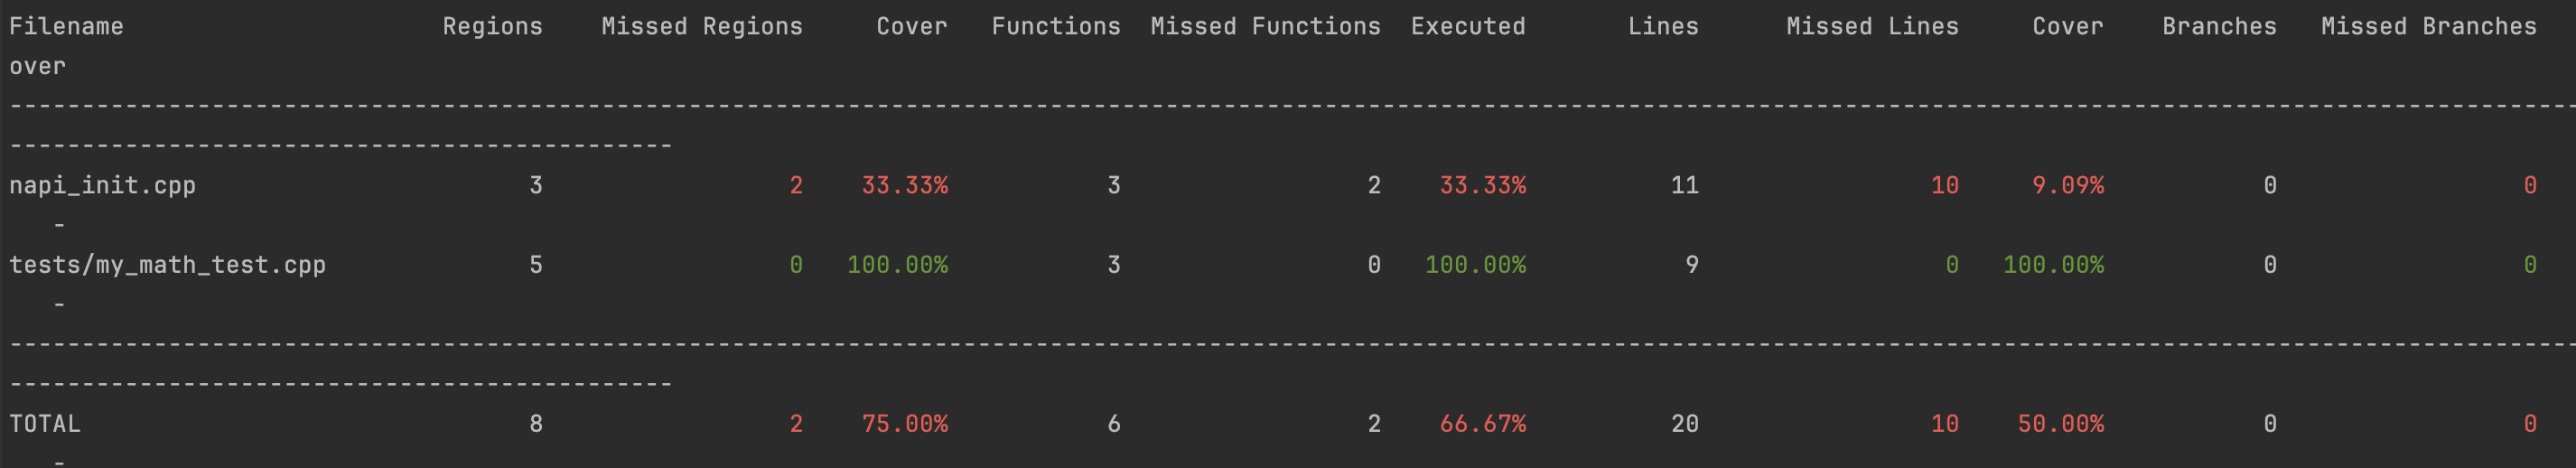 Filename Regions Missed Regions Cover Functions Missed Functions Executed Lines Missed Lines Cover Branches Missed Branches
over
----------------------------------------------------------------------------------------------------------------------------------------------------------------------------------
----------------------------------------------
napi_init.cpp 3 2 33.33% 3 2 33.33% 11 10 9.09% 0 0
-
tests/my_math_test.cpp 5 0 100.00% 3 0 100.00% 9 0 100.00% 0 0
-
----------------------------------------------------------------------------------------------------------------------------------------------------------------------------------
----------------------------------------------
TOTAL 8 2 75.00% 6 2 66.67% 20 10 50.00% 0 0
-